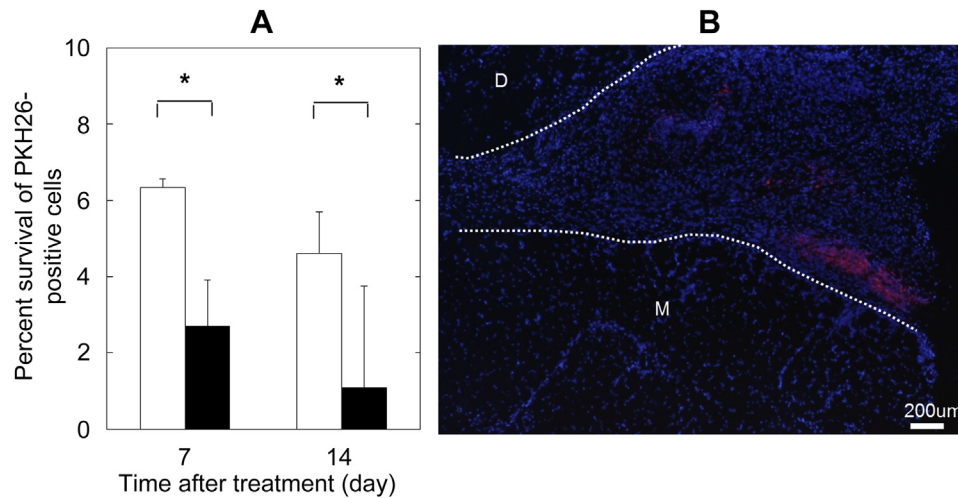 A
B
10
8
6
4
2
0
*
*
Percent survival of PKH26-
positive cells
7
14
Time after treatment (day)
D
M
200um